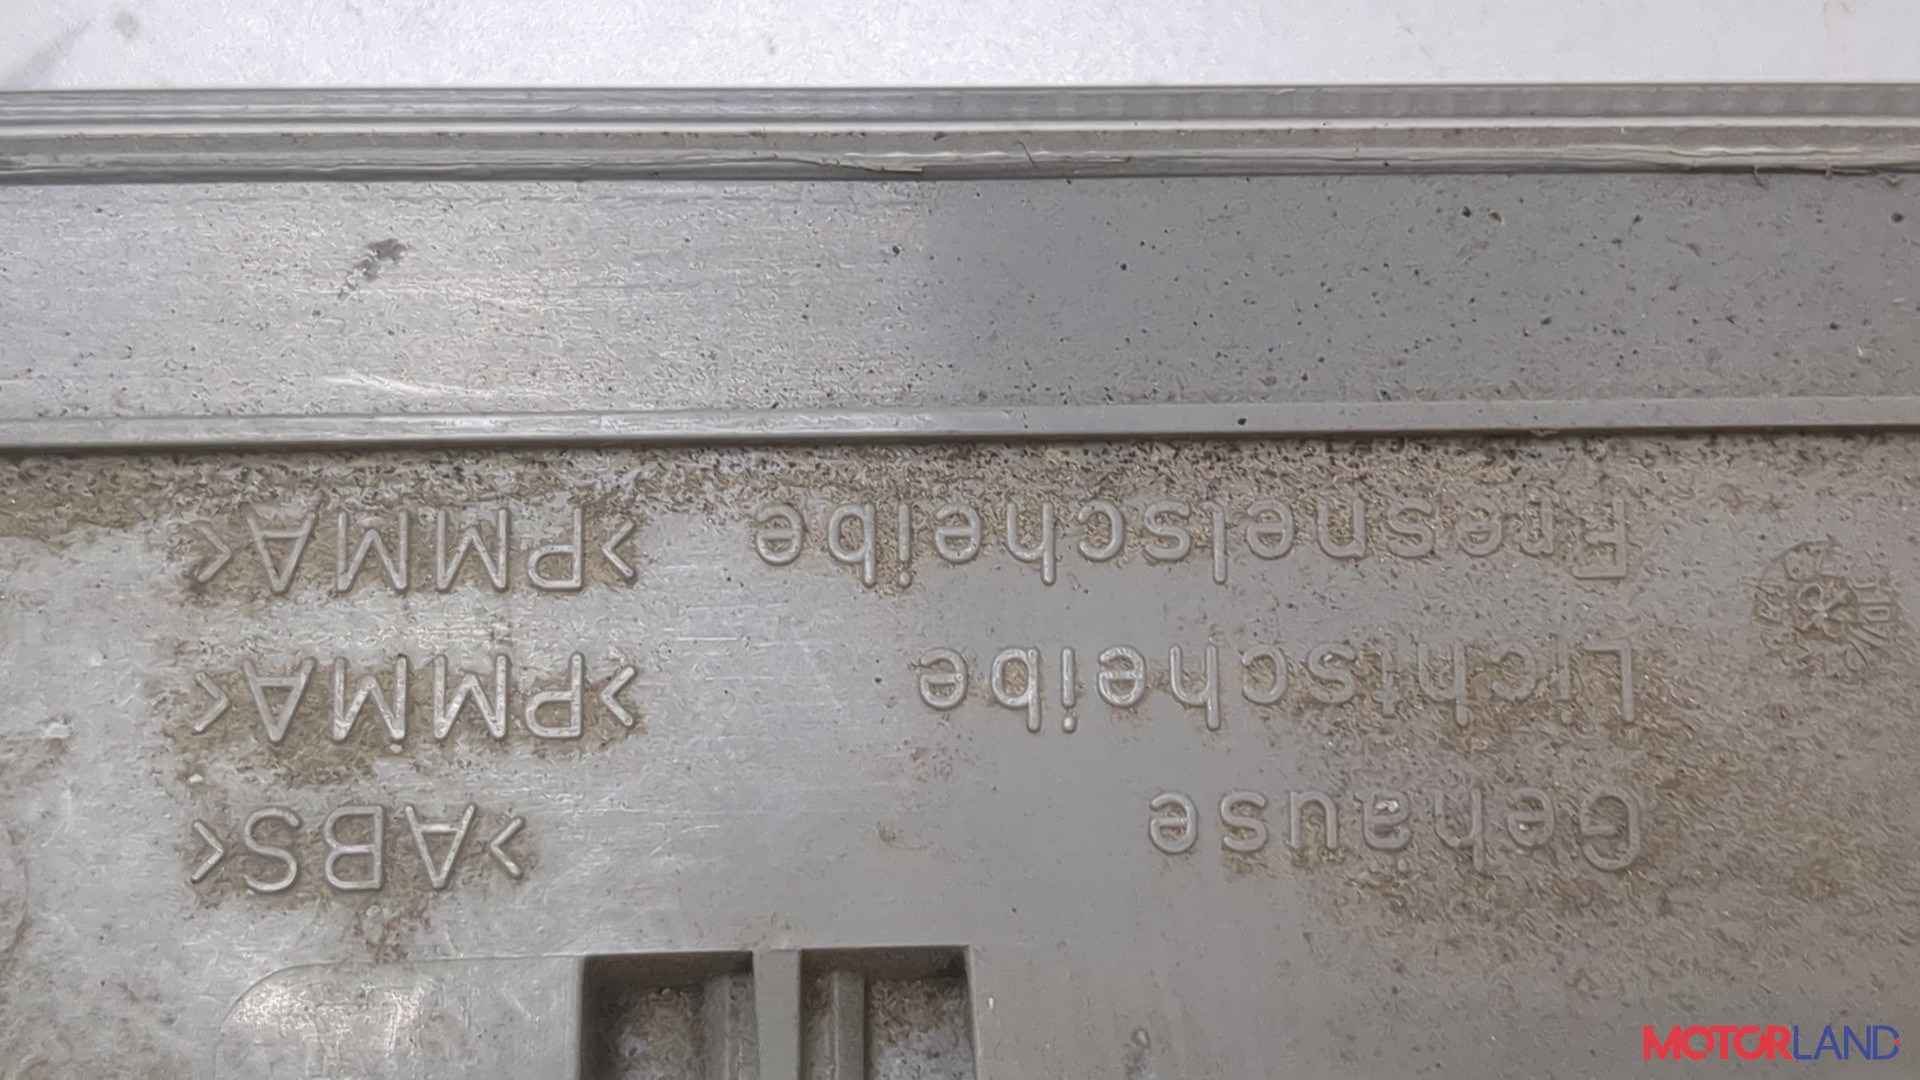 Gehäuse >ABS<
Lichtscheibe >PMMA<
Fresnelscheibe >PMMA<
MOTORLAND